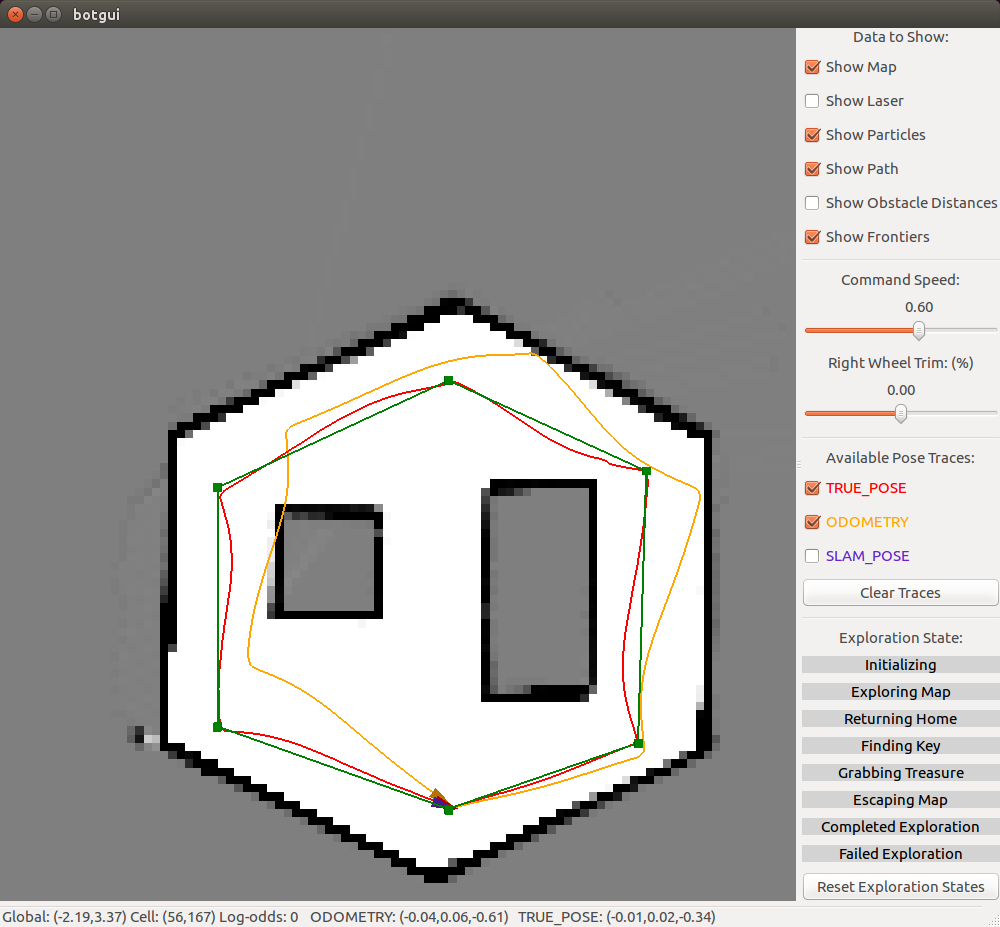 botgui
Data to Show:
Show Map
Show Laser
Show Particles
Show Path
Show Obstacle Distances
Show Frontiers
Command Speed:
0.60
Right Wheel Trim: (%)
0.00
Available Pose Traces:
TRUE_POSE
ODOMETRY
SLAM_POSE
Clear Traces
Exploration State:
Initializing
Exploring Map
Returning Home
Finding Key
Grabbing Treasure
Escaping Map
Completed Exploration
Failed Exploration
Reset Exploration States
Global: (-2.19,3.37) Cell: (56,167) Log-odds: 0 ODOMETRY: (-0.04,0.06,-0.61) TRUE_POSE: (-0.01,0.02,-0.34)